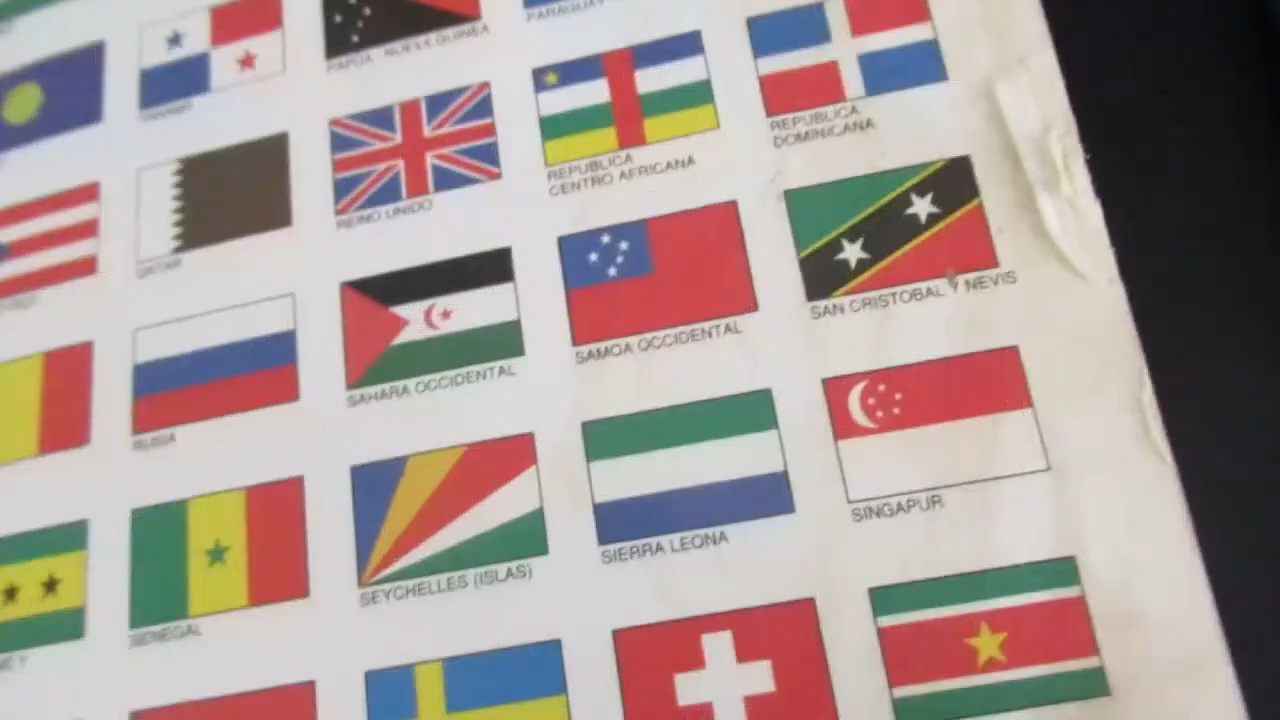 PARAGUAY
PAPUA NUEVA GUINEA
REPUBLICA
DOMINICANA
REPUBLICA
CENTRO AFRICANA
REINO UNIDO
QATAR
SAN CRISTOBAL Y NEVIS
SAMOA OCCIDENTAL
SAHARA OCCIDENTAL
RUSIA
SINGAPUR
SIERRA LEONA
SEYCHELLES (ISLAS)
SENEGAL